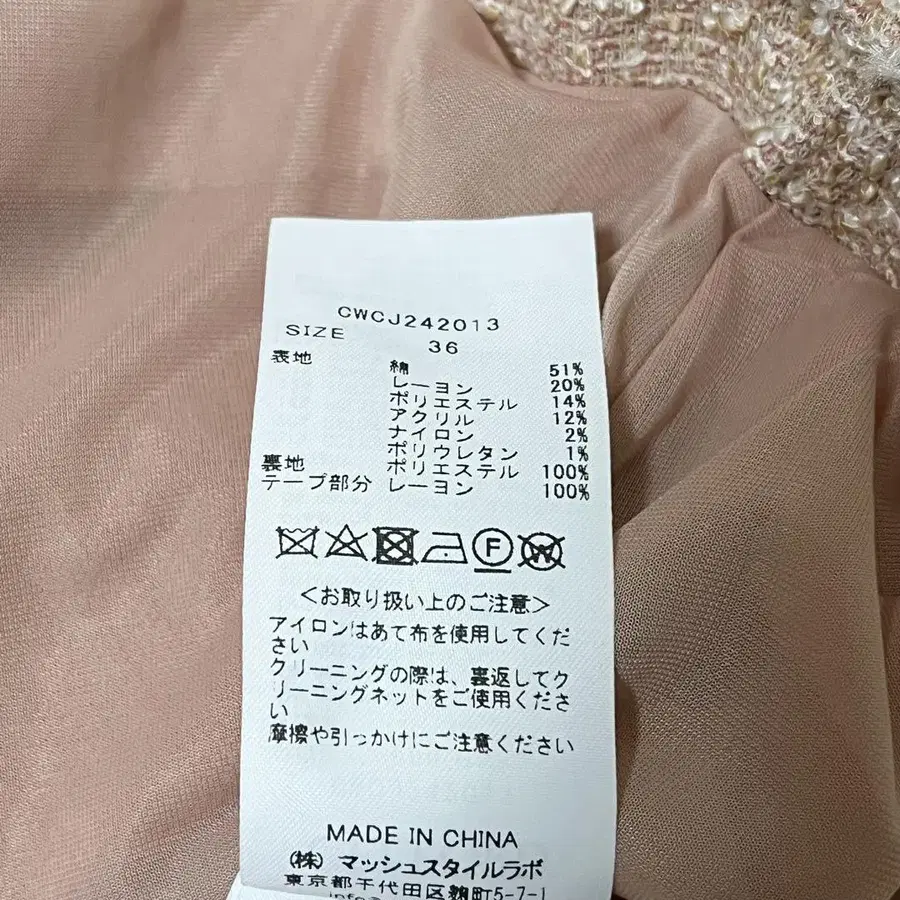 CWCJ242013
SIZE 36
表地 綿 51%
レーヨン 20%
ポリエステル 14%
アクリル 12%
ナイロン 2%
ポリウレタン 1%
裏地 ポリエステル 100%
テープ部分 レーヨン 100%
F W
＜お取り扱い上のご注意＞
アイロンはあて布を使用してくだ
さい
クリーニングの際は、裏返してク
リーニングネットをご使用くださ
い
摩擦や引っかけにご注意ください
MADE IN CHINA
(株) マッシュスタイルラボ
東京都千代田区麹町5-7-1